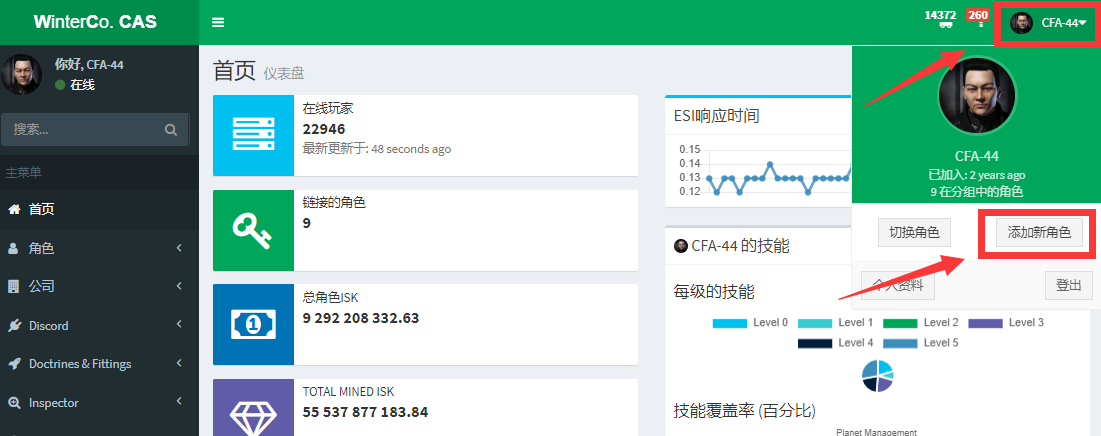 WinterCo. CAS
14372
260
CFA-44
你好, CFA-44
在线
搜索...
主菜单
首页
角色
公司
Discord
Doctrines & Fittings
Inspector
首页 仪表盘
在线玩家
22946
最新更新于: 48 seconds ago
链接的角色
9
总角色ISK
9 292 208 332.63
TOTAL MINED ISK
55 537 877 183.84
ESI响应时间
0.15
0.14
0.13
0.12
CFA-44 的技能
每级的技能
Level 0
Level 1
Level 2
Level 3
Level 4
Level 5
技能覆盖率 (百分比)
Planet Management
CFA-44
已加入: 2 years ago
9 在分组中的角色
切换角色
添加新角色
个人资料
登出